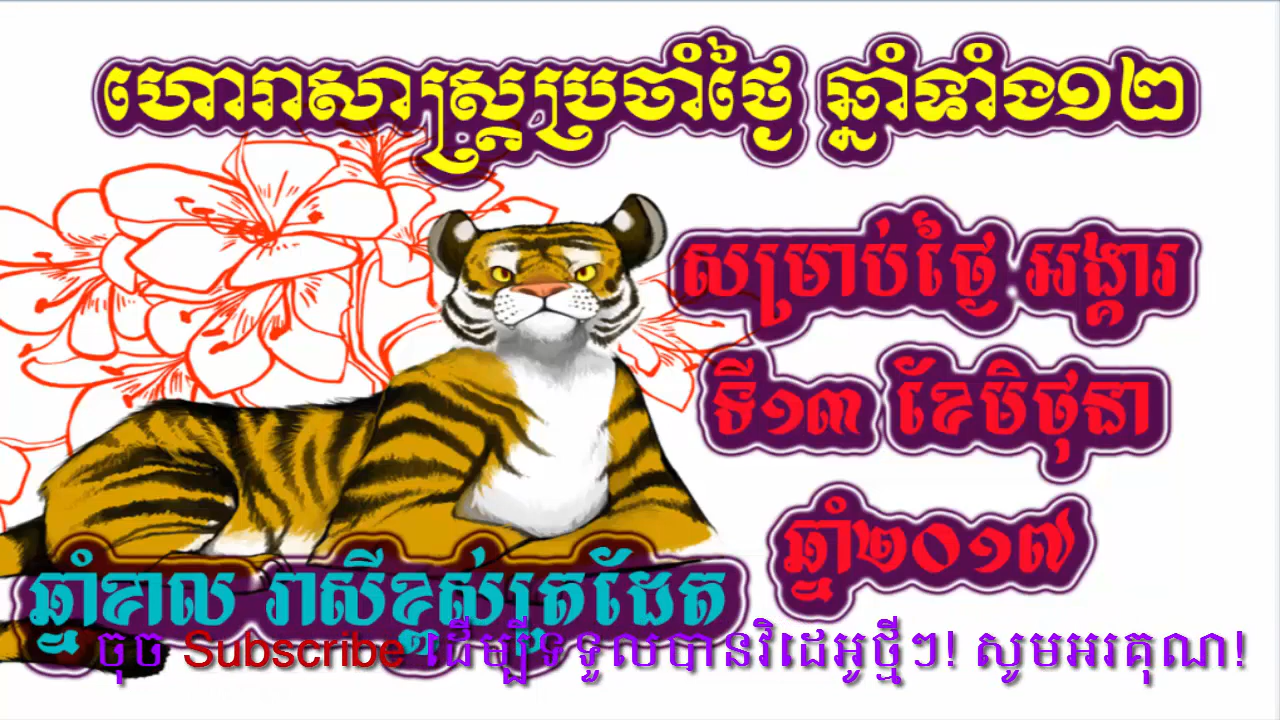 ហោរាសាស្ត្រប្រចាំថ្ងៃ ឆ្នាំទាំង១២
សម្រាប់ថ្ងៃ អង្គារ
ទី១៣ ខែមិថុនា
ឆ្នាំ២០១៧
ឆ្នាំខាល រាសីខ្ពស់ត្រដែត
ចុច Subscribe ដើម្បីទទួលបានវិដេអូថ្មីៗ! សូមអរគុណ!